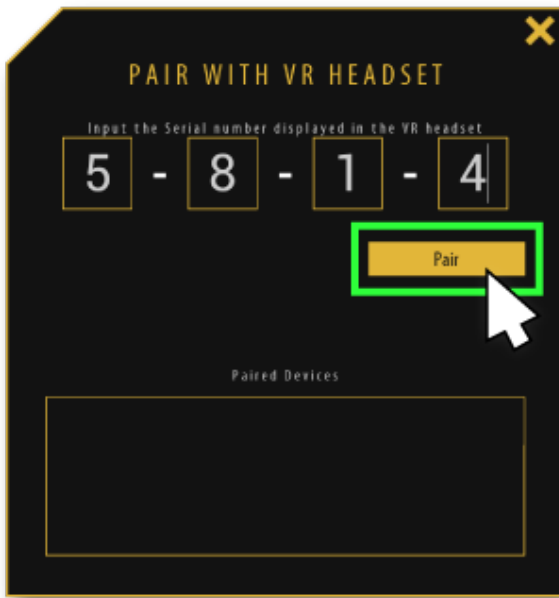 PAIR WITH VR HEADSET
Input the Serial number displayed in the VR headset
5 - 8 - 1 - 4
Pair
Paired Devices